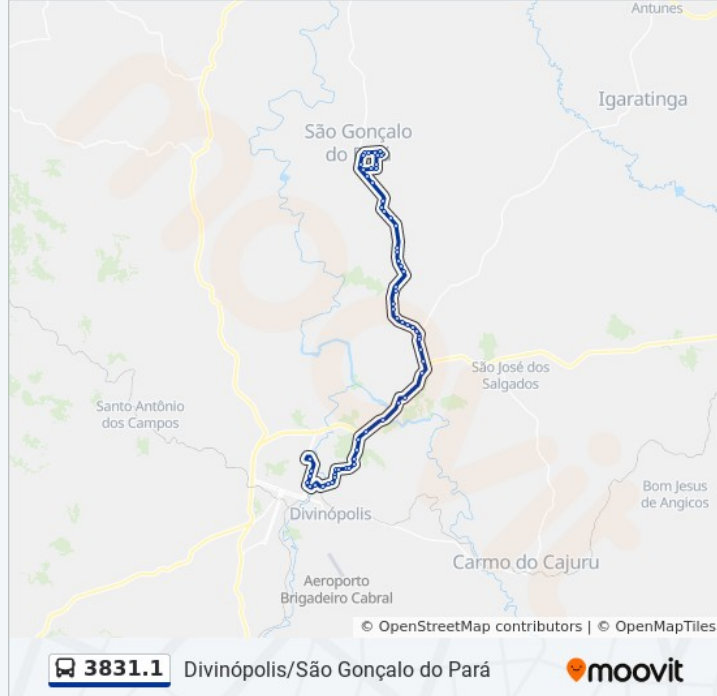 Antunes
Igaratinga
São Gonçalo
do Pará
São José dos
Salgados
Santo Antônio
dos Campos
Bom Jesus
de Angicos
Divinópolis
Carmo do Cajuru
Aeroporto
Brigadeiro Cabral
moovit
© OpenStreetMap contributors | © OpenMapTiles
3831.1 Divinópolis/São Gonçalo do Pará moovit